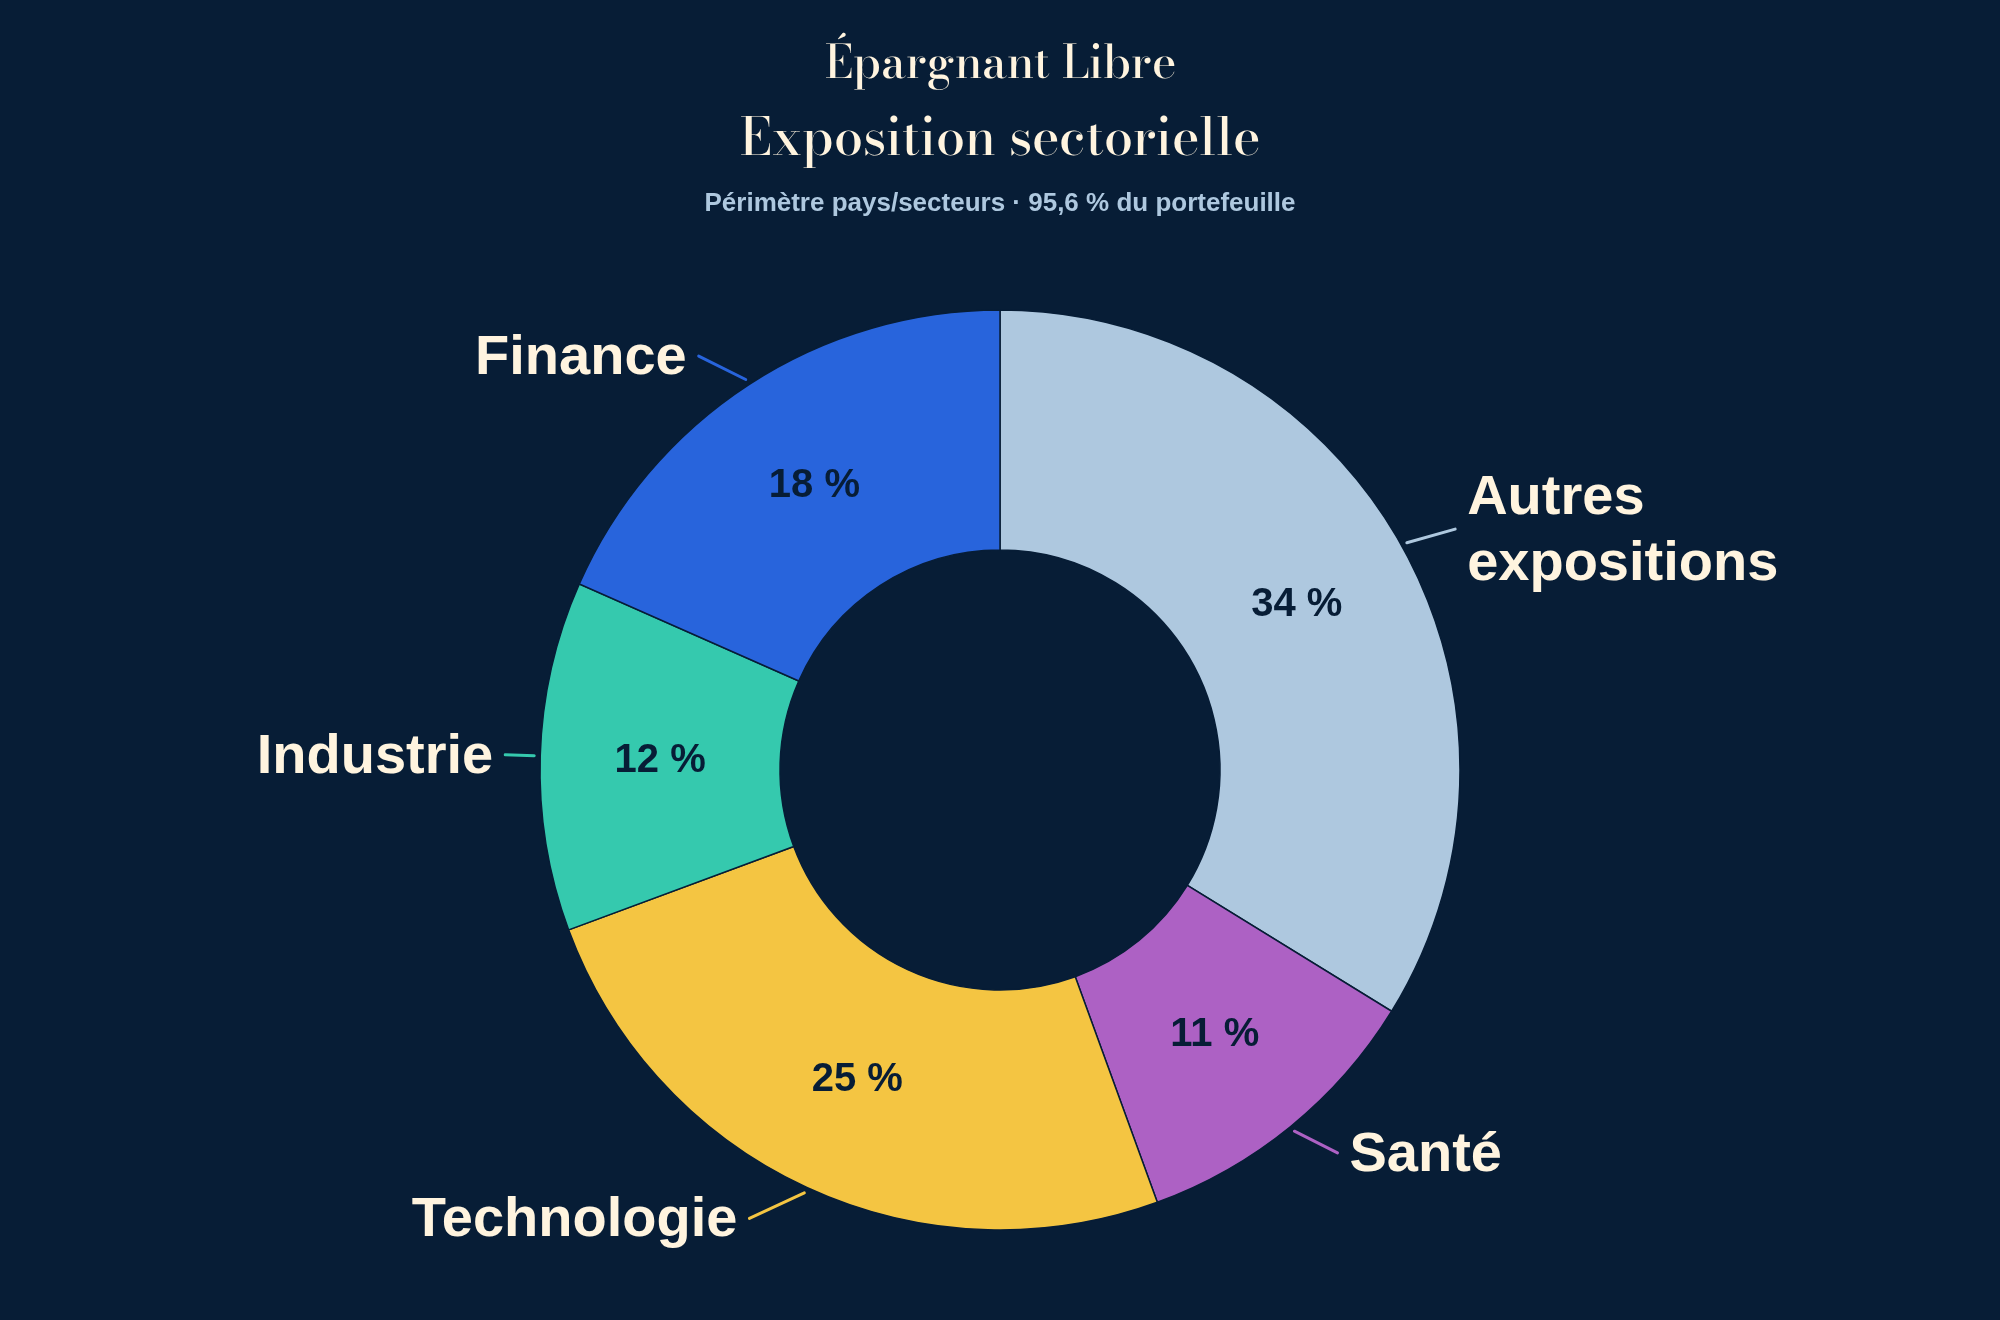 Épargnant Libre
Exposition sectorielle
Périmètre pays/secteurs · 95,6 % du portefeuille
Finance
18 %
Autres
expositions
34 %
Industrie
12 %
11 %
25 %
Santé
Technologie